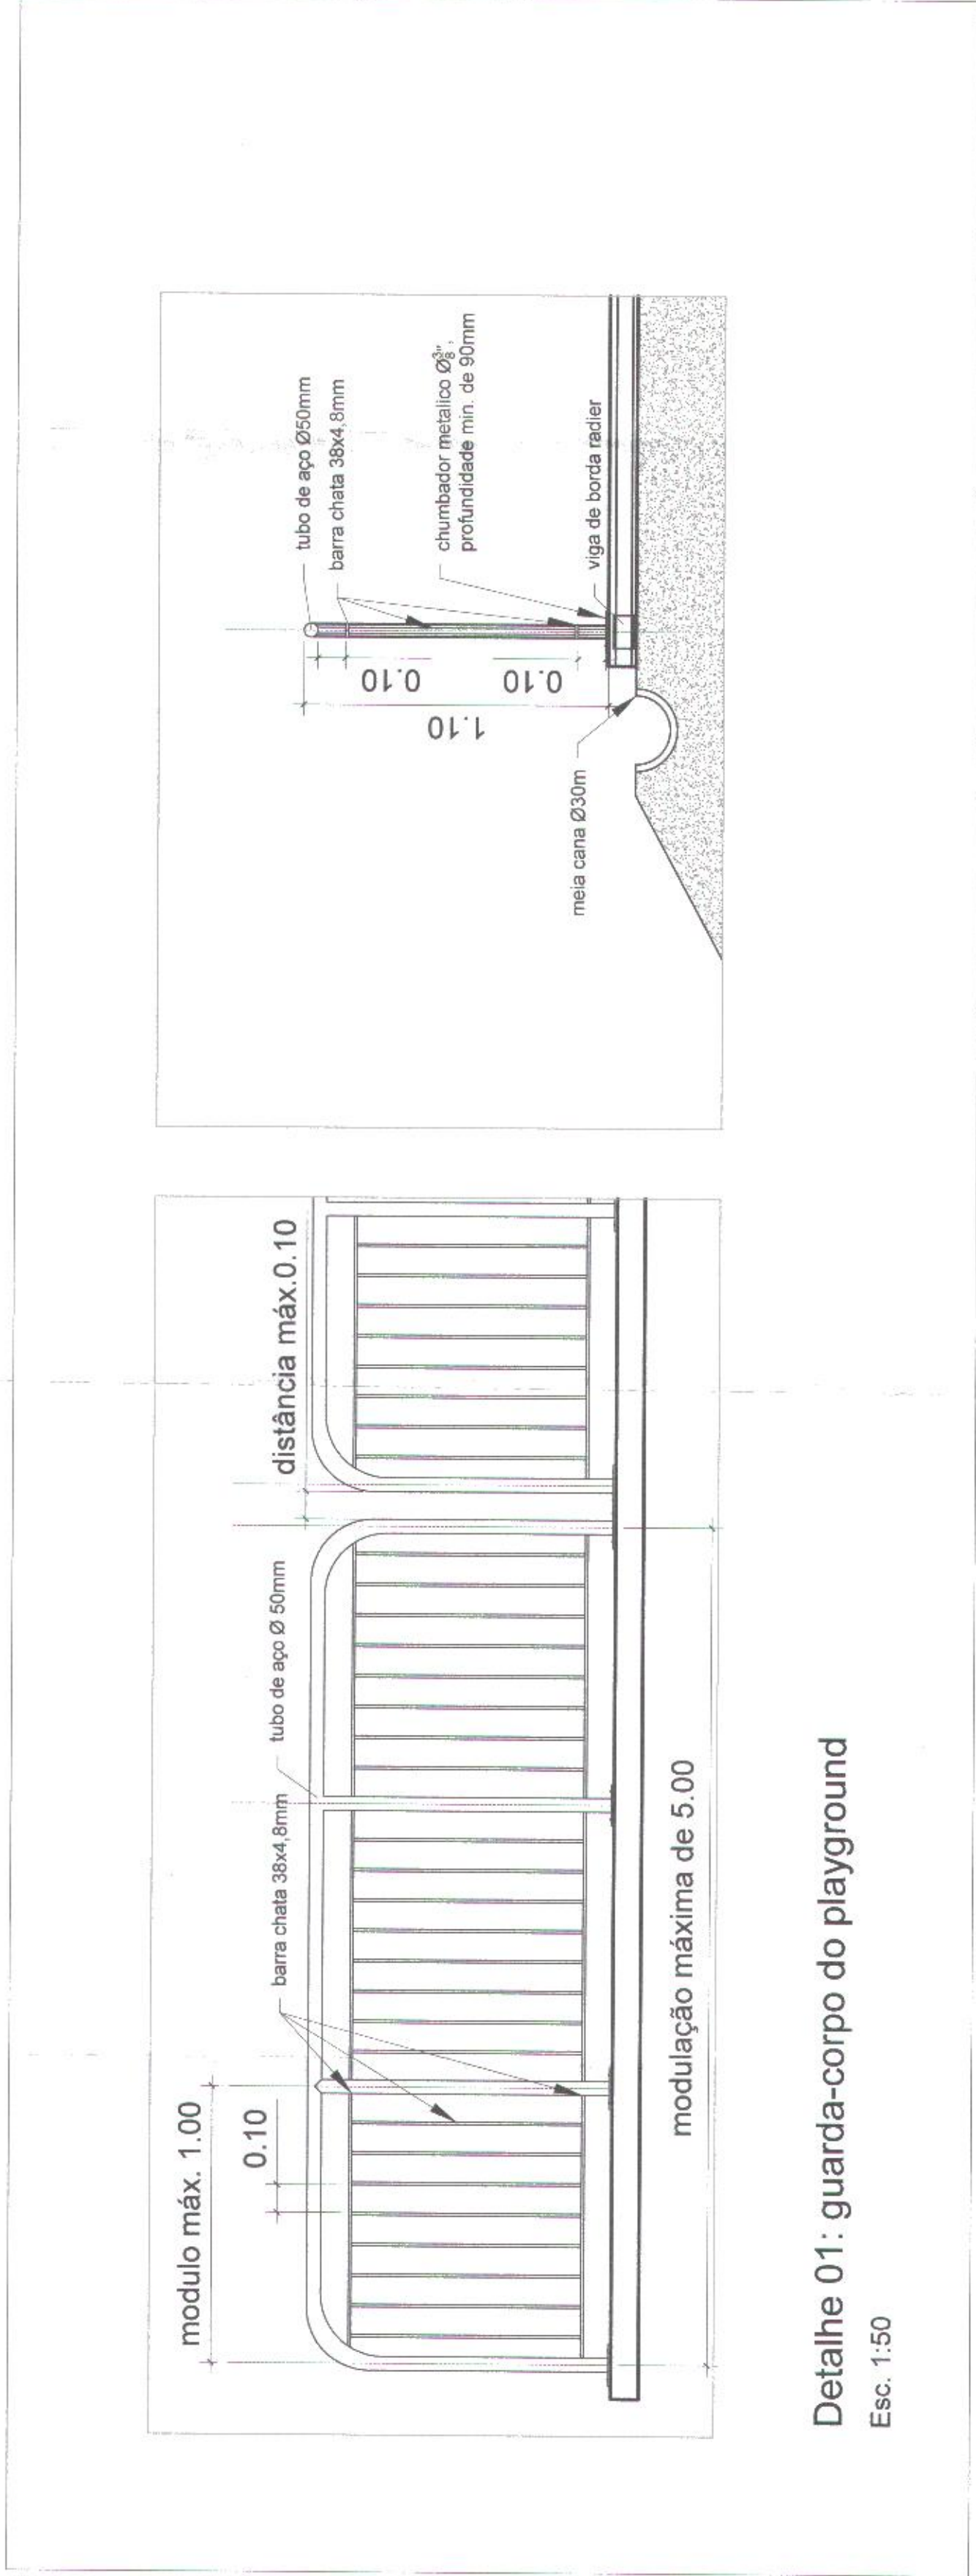 modulo máx. 1.00
0.10
barra chata 38x4,8mm
tubo de aço Ø 50mm
distância máx.0.10
modulação máxima de 5.00
tubo de aço Ø50mm
barra chata 38x4,8mm
0.10
0.10
1.10
chumbador metalico Ø3/8",
profundidade min. de 90mm
viga de borda radier
meia cana Ø30m
Detalhe 01: guarda-corpo do playground
Esc. 1:50